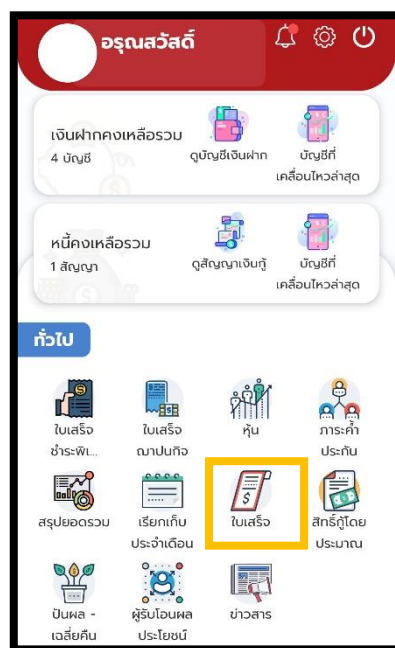 อรุณสวัสดิ์
เงินฝากคงเหลือรวม
4 บัญชี
ดูบัญชีเงินฝาก
บัญชีที่
เคลื่อนไหวล่าสุด
หนี้คงเหลือรวม
1 สัญญา
ดูสัญญาเงินกู้
บัญชีที่
เคลื่อนไหวล่าสุด
ทั่วไป
ใบเสร็จ
ชำระพิเ...
ใบเสร็จ
ฌาปนกิจ
หุ้น
ภาระค้ำ
ประกัน
สรุปยอดรวม
เรียกเก็บ
ประจำเดือน
ใบเสร็จ
สิทธิ์กู้โดย
ประมาณ
ปันผล -
เฉลี่ยคืน
ผู้รับโอนผล
ประโยชน์
ข่าวสาร